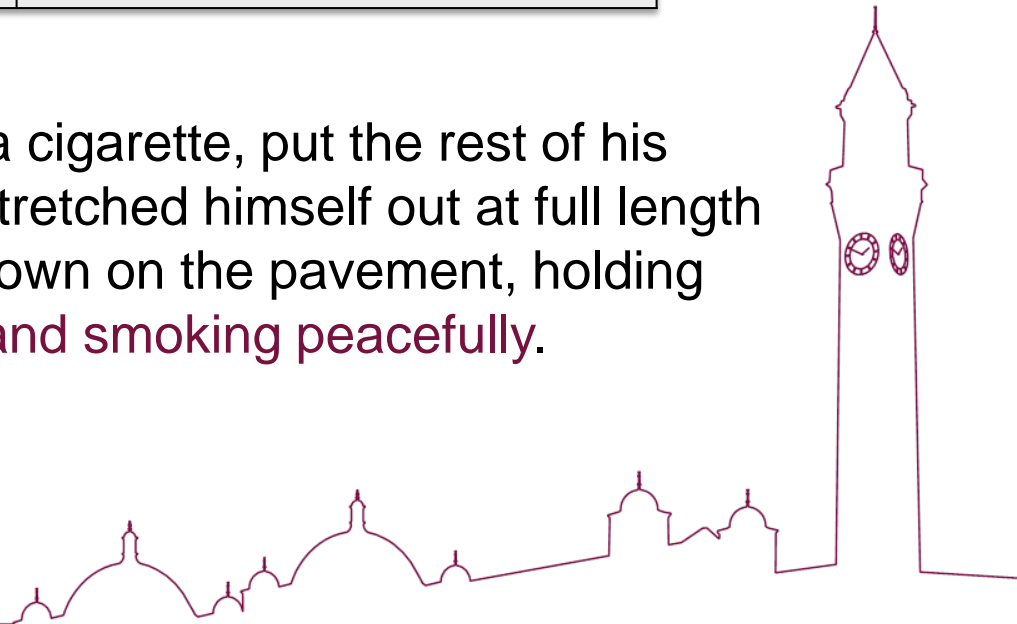 a cigarette, put the rest of his
tretched himself out at full length
own on the pavement, holding
and smoking peacefully.